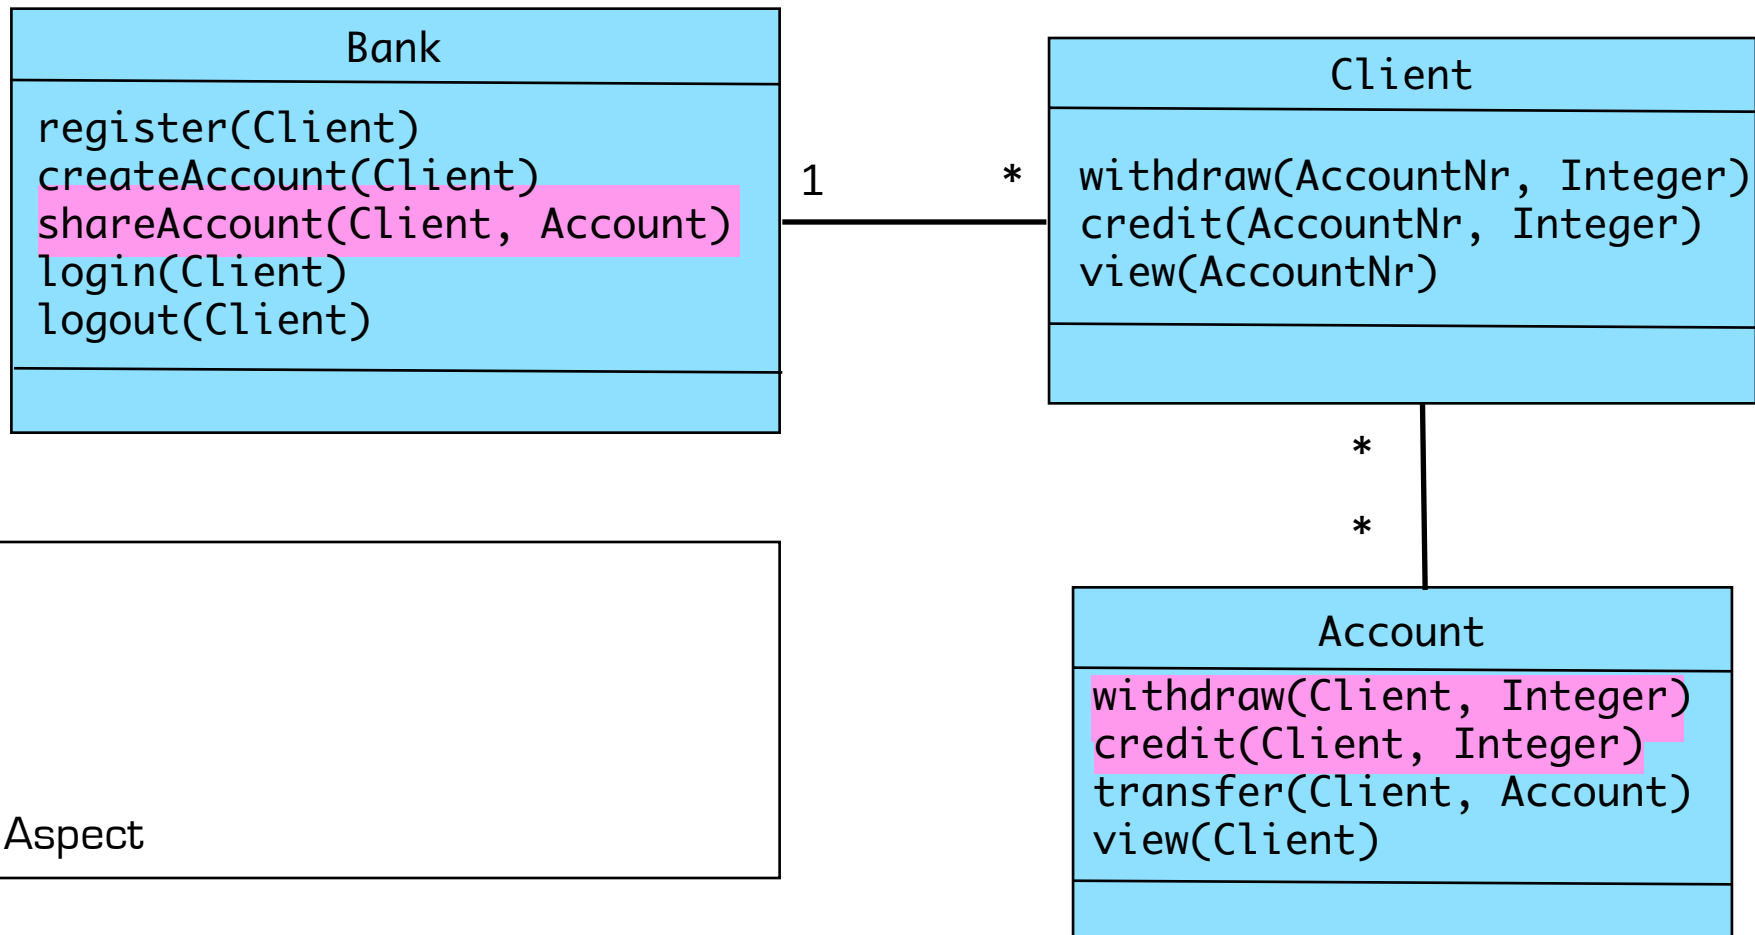 Bank
register(Client)
createAccount(Client)
shareAccount(Client, Account)
login(Client)
logout(Client)
1
*
Client
withdraw(AccountNr, Integer)
credit(AccountNr, Integer)
view(AccountNr)
*
*
Aspect
Account
withdraw(Client, Integer)
credit(Client, Integer)
transfer(Client, Account)
view(Client)